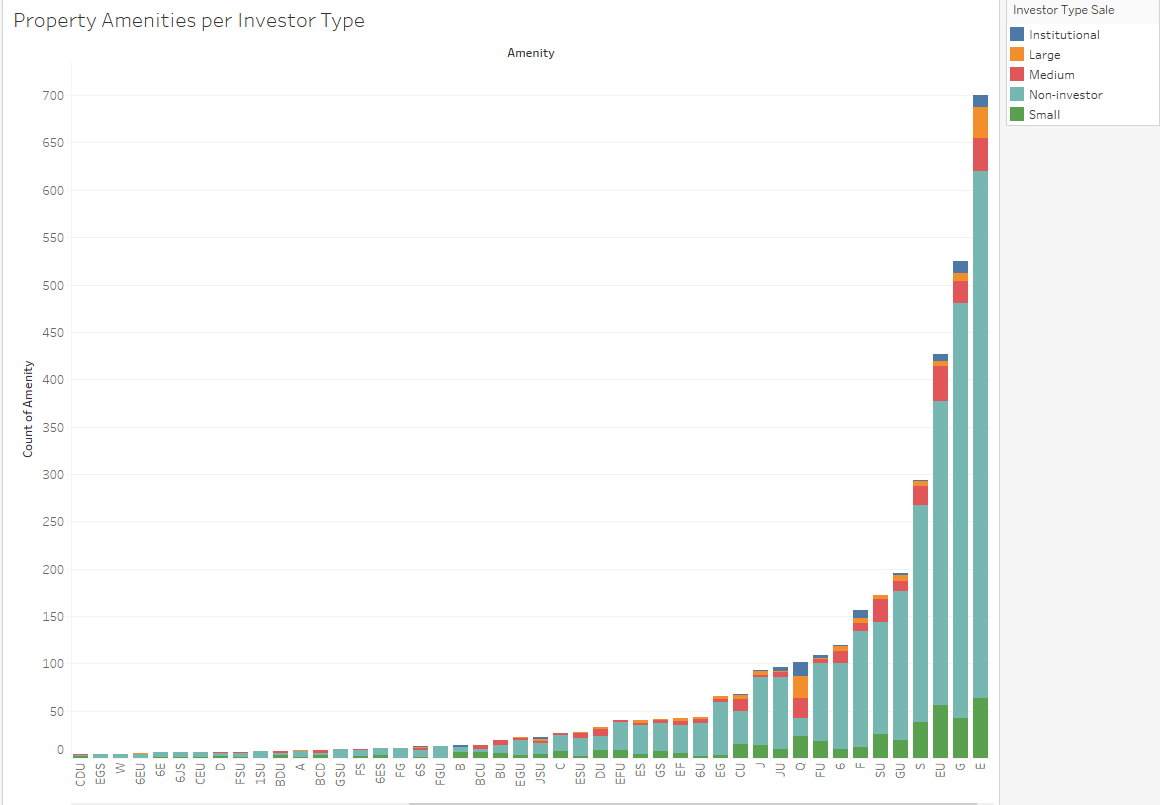 Property Amenities per Investor Type
Investor Type Sale
Institutional
Large
Medium
Non-investor
Small
Amenity
Count of Amenity
700
650
600
550
500
450
400
350
300
250
200
150
100
50
0
CDU
EGS
W
6EU
6E
6JS
CEU
D
FSU
1SU
BDU
A
BCD
GSU
FS
6ES
FG
6S
FGU
B
BCU
BU
EGU
JSU
C
ESU
DU
EFU
ES
GS
EF
6U
EG
CU
J
JU
Q
FU
6
F
SU
GU
S
EU
G
E